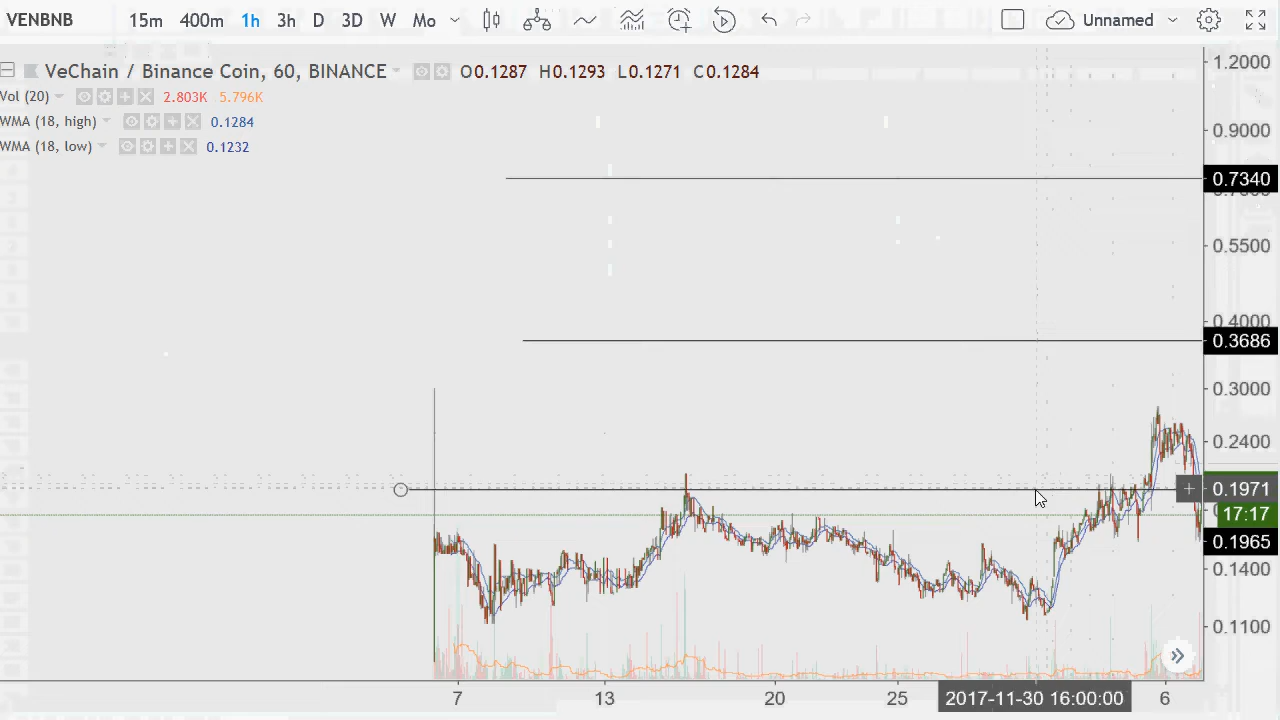 VENBNB 15m 400m 1h 3h D 3D W Mo Unnamed
VeChain / Binance Coin, 60, BINANCE O0.1287 H0.1293 L0.1271 C0.1284
Vol (20) 2.803K 5.796K
WMA (18, high) 0.1284
WMA (18, low) 0.1232
1.2000
0.9000
0.7340
0.5500
0.4000
0.3686
0.3000
0.2400
0.1971
17:17
0.1965
0.1400
0.1100
7 13 20 25 2017-11-30 16:00:00 6